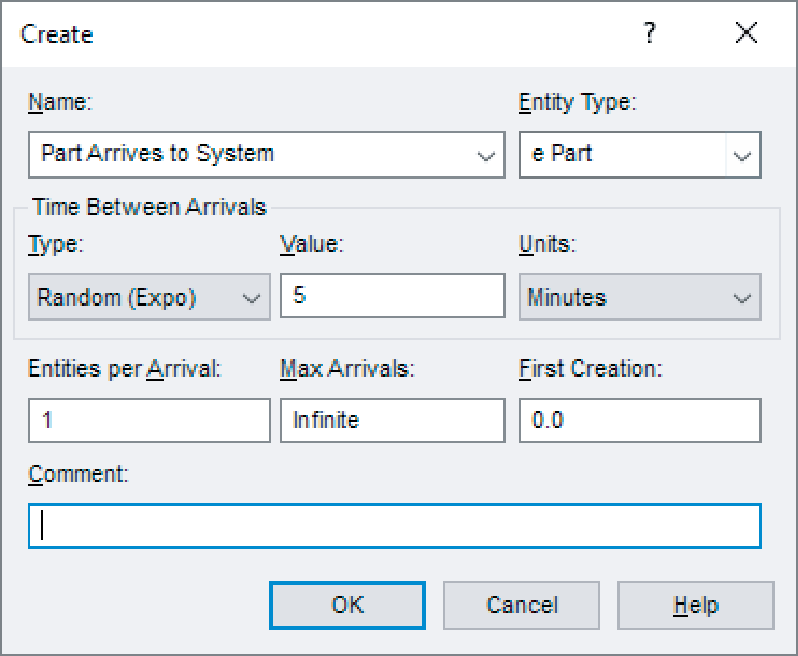 Create ?
Name: Entity Type:
Part Arrives to System e Part
Time Between Arrivals
Type: Value: Units:
Random (Expo) 5 Minutes
Entities per Arrival: Max Arrivals: First Creation:
1 Infinite 0.0
Comment:
OK Cancel Help